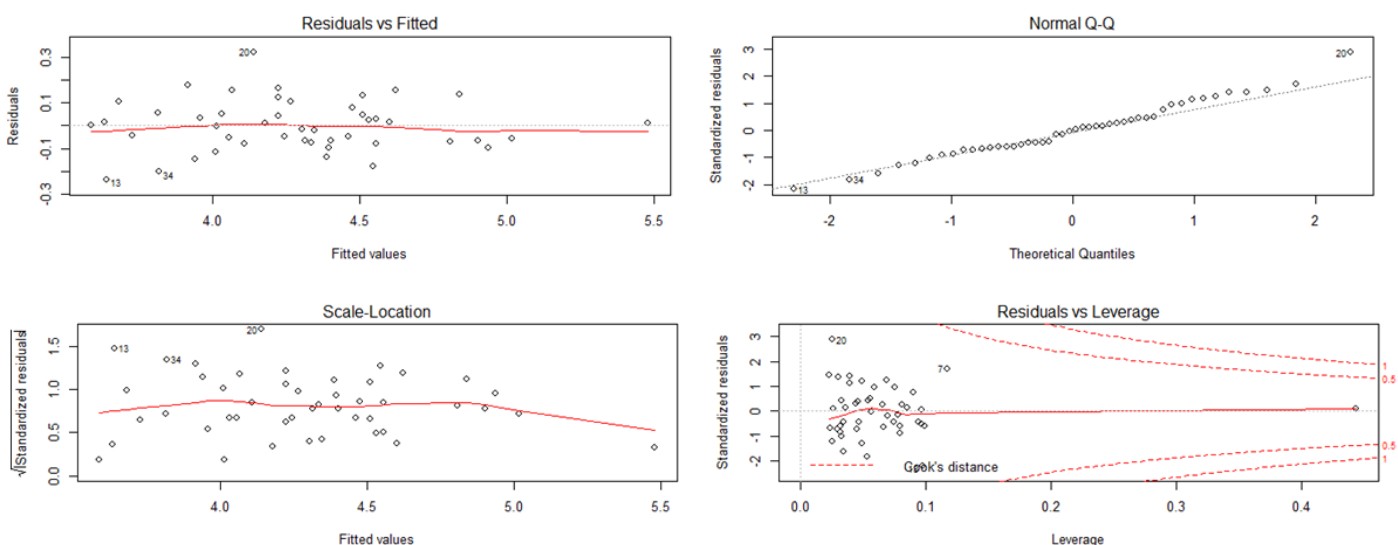 Residuals vs Fitted
Residuals
0.3
0.1
-0.1
-0.3
20
13
34
4.0 4.5 5.0 5.5
Fitted values
Normal Q-Q
Standardized residuals
3
2
1
0
-1
-2
20
34
13
-2 -1 0 1 2
Theoretical Quantiles
Scale-Location
√|Standardized residuals|
1.5
1.0
0.5
0.0
20
13
34
4.0 4.5 5.0 5.5
Fitted values
Residuals vs Leverage
Standardized residuals
3
2
1
0
-1
-2
20
7
1
0.5
0.5
1
Cook's distance
0.0 0.1 0.2 0.3 0.4
Leverage